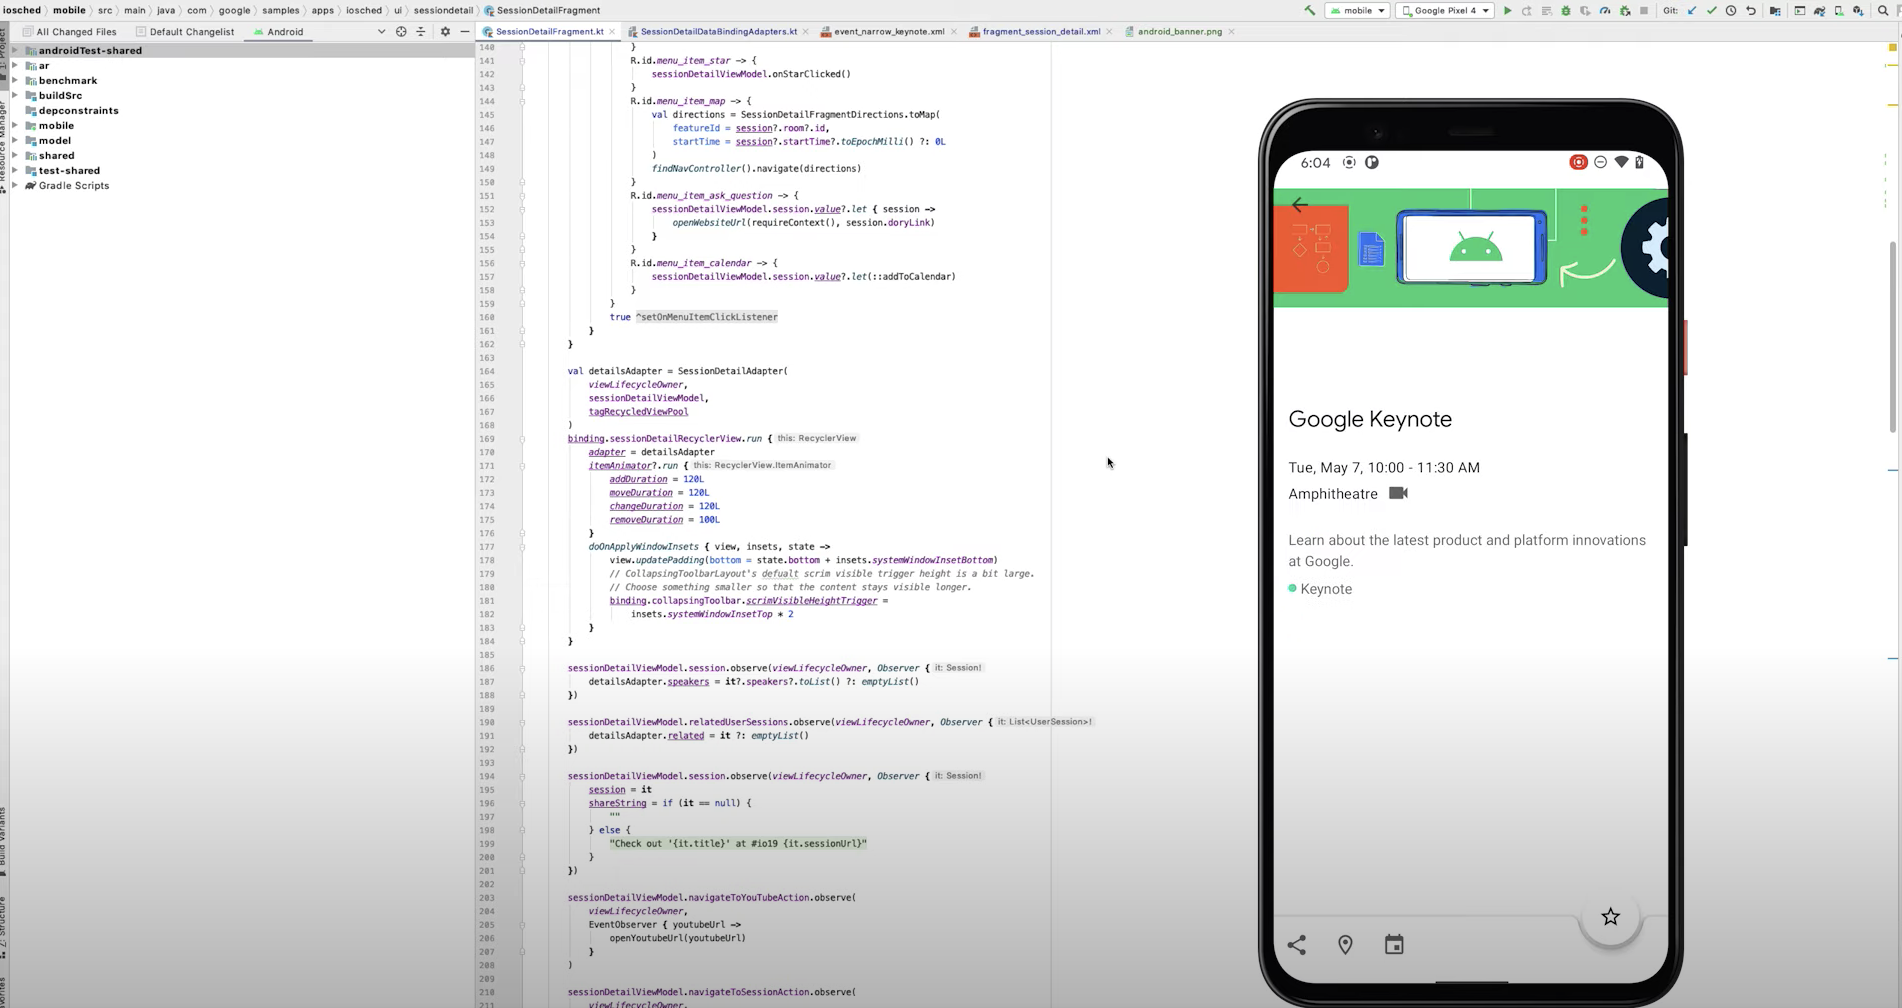 iosched › mobile › src › main › java › com › google › samples › apps › iosched › ui › sessiondetail › SessionDetailFragment
mobile
Google Pixel 4
Git:
All Changed Files
Default Changelist
Android
androidTest-shared
ar
benchmark
buildSrc
depconstraints
mobile
model
shared
test-shared
Gradle Scripts
Resource Manager
SessionDetailFragment.kt
SessionDetailDataBindingAdapters.kt
event_narrow_keynote.xml
fragment_session_detail.xml
android_banner.png
140 }
141 R.id.menu_item_star -> {
142 sessionDetailViewModel.onStarClicked()
143 }
144 R.id.menu_item_map -> {
145 val directions = SessionDetailFragmentDirections.toMap(
146 featureId = session?.room?.id,
147 startTime = session?.startTime?.toEpochMilli() ?: 0L
148 )
149 findNavController().navigate(directions)
150 }
151 R.id.menu_item_ask_question -> {
152 sessionDetailViewModel.session.value?.let { session ->
153 openWebsiteUrl(requireContext(), session.doryLink)
154 }
155 }
156 R.id.menu_item_calendar -> {
157 sessionDetailViewModel.session.value?.let(::addToCalendar)
158 }
159 }
160 true ^setOnMenuItemClickListener
161 }
162 }
163
164 val detailsAdapter = SessionDetailAdapter(
165 viewLifecycleOwner,
166 sessionDetailViewModel,
167 tagRecycledViewPool
168 )
169 binding.sessionDetailRecyclerView.run { this: RecyclerView
170 adapter = detailsAdapter
171 itemAnimator?.run { this: RecyclerView.ItemAnimator
172 addDuration = 120L
173 moveDuration = 120L
174 changeDuration = 120L
175 removeDuration = 100L
176 }
177 doOnApplyWindowInsets { view, insets, state ->
178 view.updatePadding(bottom = state.bottom + insets.systemWindowInsetBottom)
179 // CollapsingToolbarLayout's defualt scrim visible trigger height is a bit large.
180 // Choose something smaller so that the content stays visible longer.
181 binding.collapsingToolbar.scrimVisibleHeightTrigger =
182 insets.systemWindowInsetTop * 2
183 }
184 }
185
186 sessionDetailViewModel.session.observe(viewLifecycleOwner, Observer { it: Session!
187 detailsAdapter.speakers = it?.speakers?.toList() ?: emptyList()
188 })
189
190 sessionDetailViewModel.relatedUserSessions.observe(viewLifecycleOwner, Observer { it: List<UserSession>!
191 detailsAdapter.related = it ?: emptyList()
192 })
193
194 sessionDetailViewModel.session.observe(viewLifecycleOwner, Observer { it: Session!
195 session = it
196 shareString = if (it == null) {
197 ""
198 } else {
199 "Check out '{it.title}' at #io19 {it.sessionUrl}"
200 }
201 })
202
203 sessionDetailViewModel.navigateToYouTubeAction.observe(
204 viewLifecycleOwner,
205 EventObserver { youtubeUrl ->
206 openYoutubeUrl(youtubeUrl)
207 }
208 )
209
210 sessionDetailViewModel.navigateToSessionAction.observe(
211 viewLifecycleOwner,
6:04
Google Keynote
Tue, May 7, 10:00 - 11:30 AM
Amphitheatre
Learn about the latest product and platform innovations
at Google.
Keynote